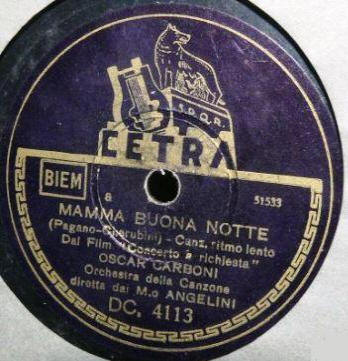 S.P.Q.R.
CETRA
BIEM
8
51533
MAMMA BUONA NOTTE
(Pagano-Cherubini) - Canz. ritmo lento
Dal Film "Concerto a richiesta"
OSCAR CARBONI
Orchestra della Canzone
diretta dal M.o ANGELINI
DC. 4113